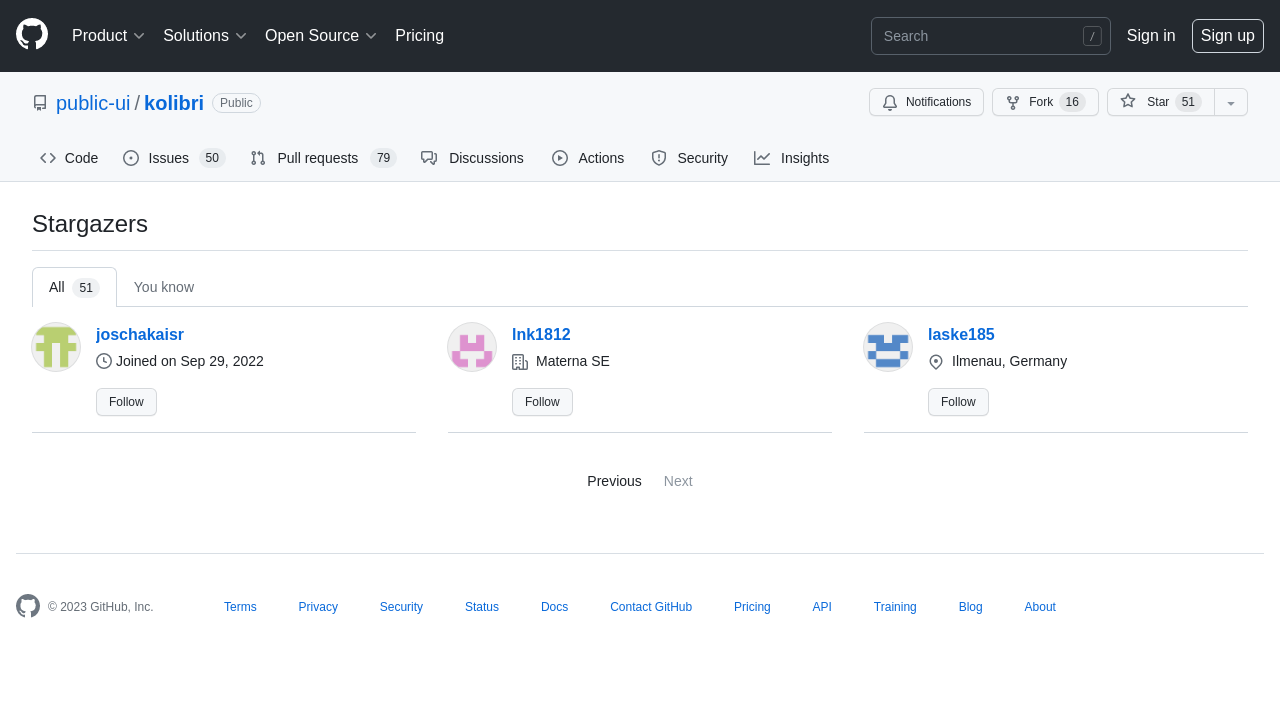 Product Solutions Open Source Pricing Search / Sign in Sign up
public-ui / kolibri Public Notifications Fork 16 Star 51
Code Issues 50 Pull requests 79 Discussions Actions Security Insights
Stargazers
All 51 You know
joschakaisr
Joined on Sep 29, 2022
Follow
lnk1812
Materna SE
Follow
laske185
Ilmenau, Germany
Follow
Previous Next
© 2023 GitHub, Inc. Terms Privacy Security Status Docs Contact GitHub Pricing API Training Blog About